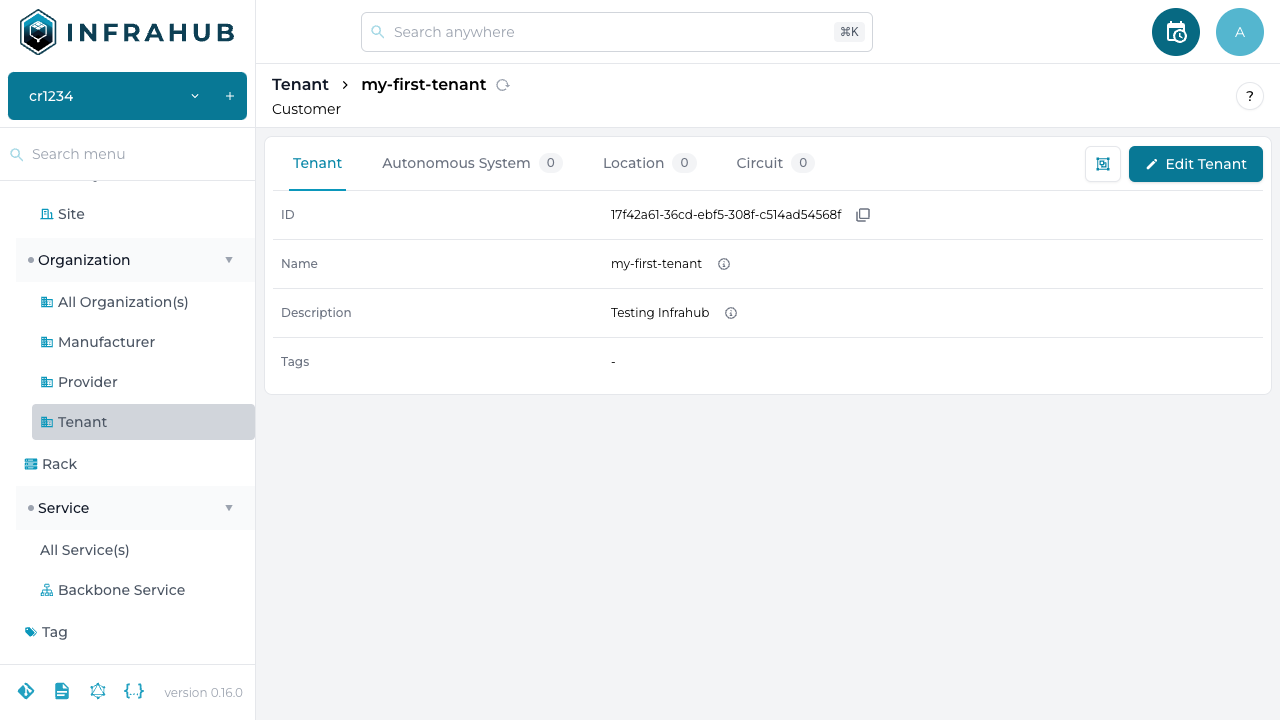 INFRAHUB
Search anywhere
⌘K
A
cr1234
+
Tenant > my-first-tenant
Customer
?
Search menu
Site
Organization
All Organization(s)
Manufacturer
Provider
Tenant
Rack
Service
All Service(s)
Backbone Service
Tag
version 0.16.0
Tenant
Autonomous System 0
Location 0
Circuit 0
Edit Tenant
ID 17f42a61-36cd-ebf5-308f-c514ad54568f
Name my-first-tenant
Description Testing Infrahub
Tags -